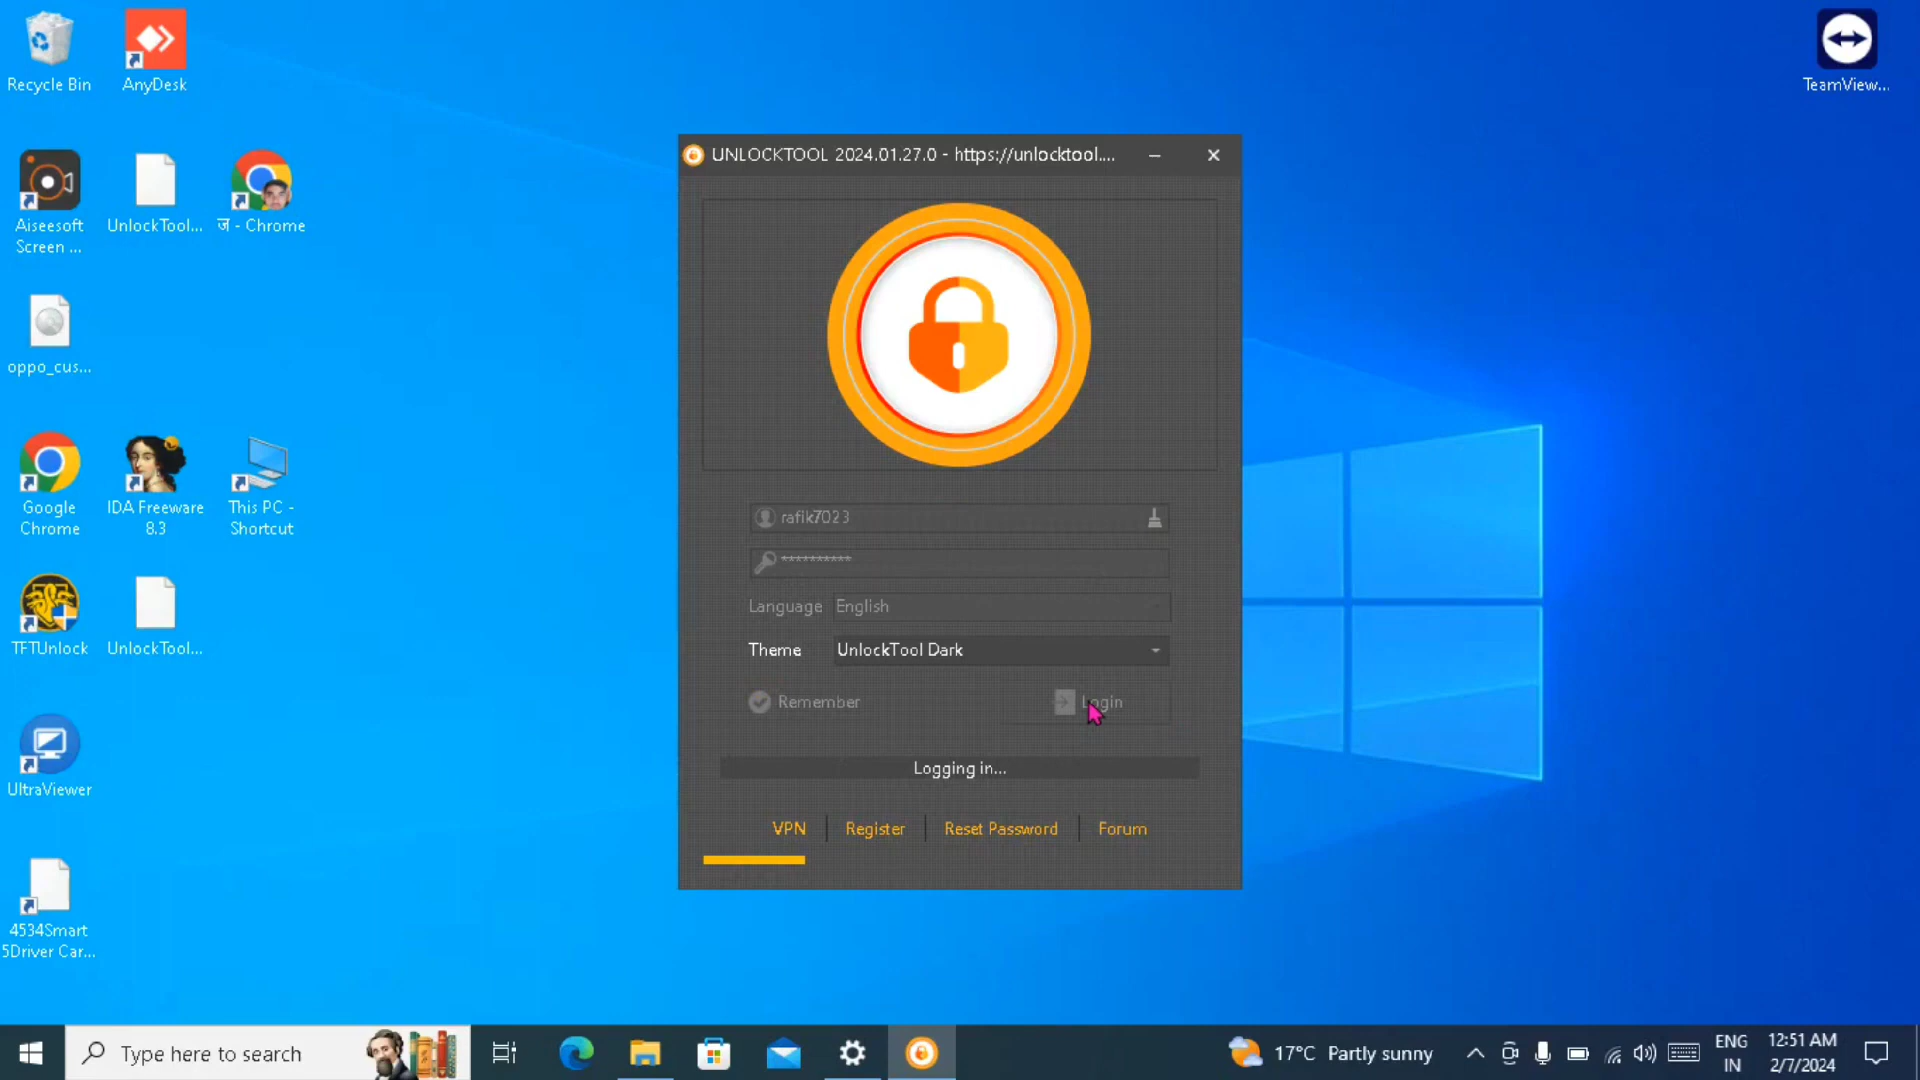 Recycle Bin
AnyDesk
TeamView...
Aiseesoft
Screen ...
UnlockTool...
ज - Chrome
oppo_cus...
Google
Chrome
IDA Freeware
8.3
This PC -
Shortcut
TFTUnlock
UnlockTool...
UltraViewer
4534Smart
5Driver Car...
UNLOCKTOOL 2024.01.27.0 - https://unlocktool....
rafik7023
**********
Language English
Theme UnlockTool Dark
Remember Login
Logging in...
VPN Register Reset Password Forum
Type here to search
17°C Partly sunny
ENG
IN
12:51 AM
2/7/2024